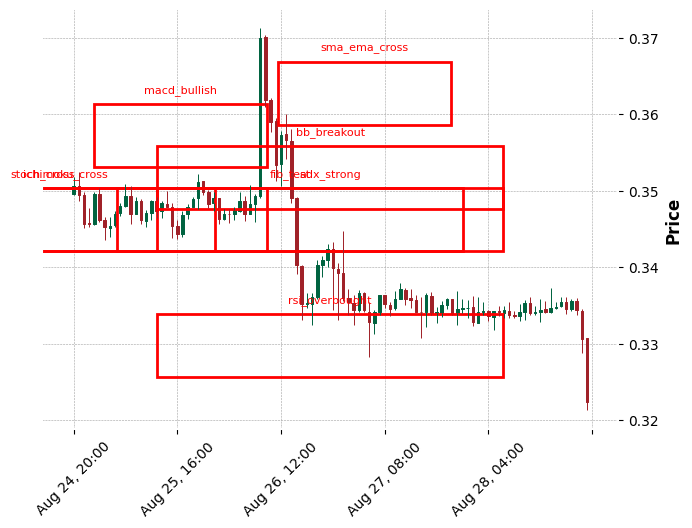 0.37
sma_ema_cross
macd_bullish
0.36
bb_breakout
fib_test
adx_strong
0.35
Price
0.34
rsi_overbought
0.33
0.32
Aug 24, 20:00
Aug 25, 16:00
Aug 26, 12:00
Aug 27, 08:00
Aug 28, 04:00